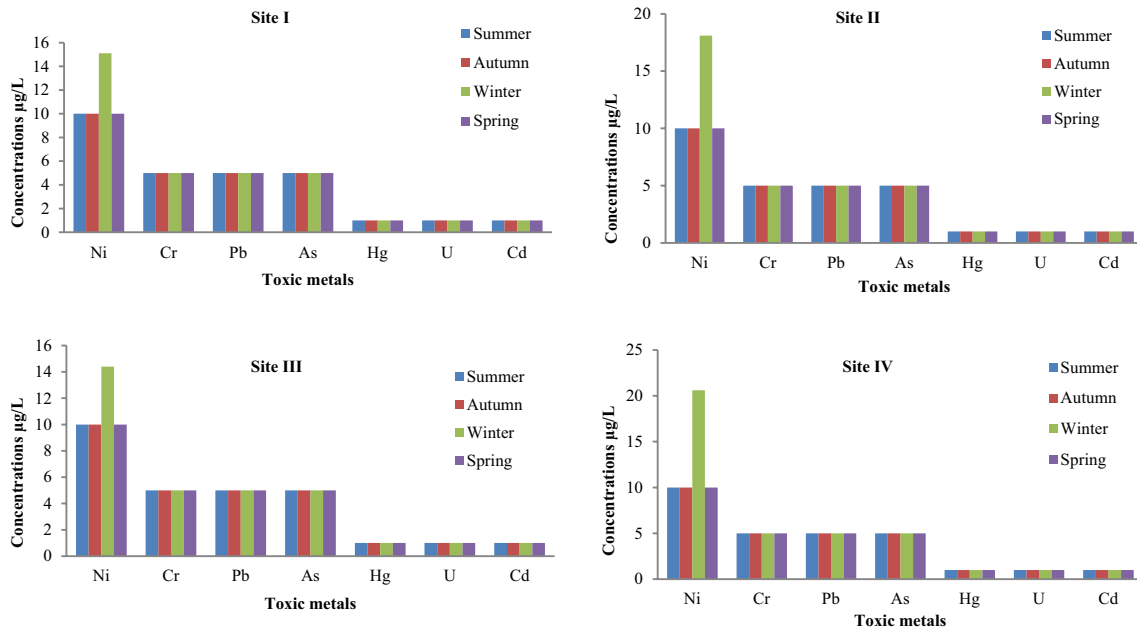 Site I
Concentrations µg/L
16
14
12
10
8
6
4
2
0
Ni Cr Pb As Hg U Cd
Toxic metals
Summer
Autumn
Winter
Spring
Site II
Concentrations µg/L
20
15
10
5
0
Ni Cr Pb As Hg U Cd
Toxic metals
Summer
Autumn
Winter
Spring
Site III
Concentrations µg/L
16
14
12
10
8
6
4
2
0
Ni Cr Pb As Hg U Cd
Toxic metals
Summer
Autumn
Winter
Spring
Site IV
Concentrations µg/L
25
20
15
10
5
0
Ni Cr Pb As Hg U Cd
Toxic metals
Summer
Autumn
Winter
Spring